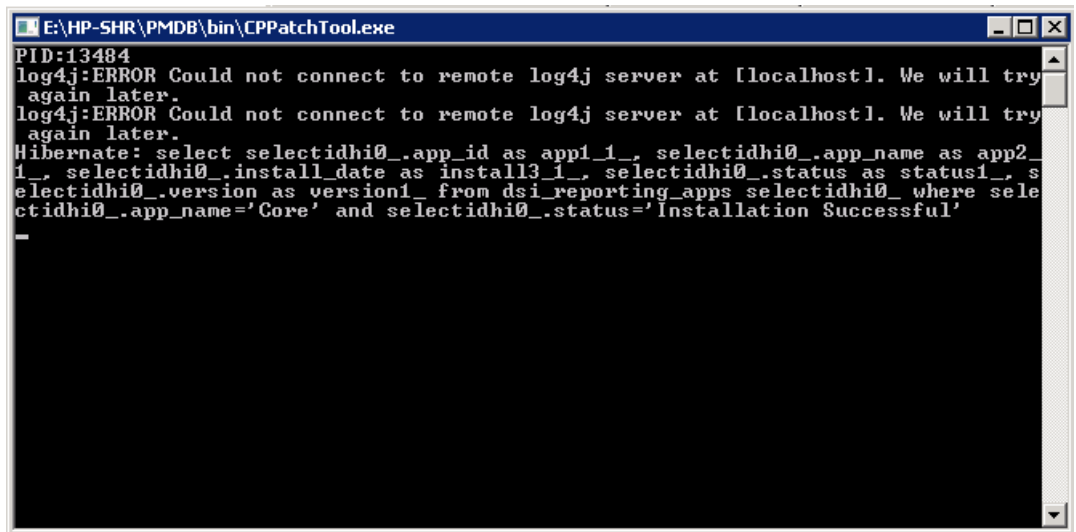 E:\HP-SHR\PMDB\bin\CPPatchTool.exe
PID:13484
log4j:ERROR Could not connect to remote log4j server at [localhost]. We will try
 again later.
log4j:ERROR Could not connect to remote log4j server at [localhost]. We will try
 again later.
Hibernate: select selectidhi0_.app_id as app1_1_, selectidhi0_.app_name as app2_
1_, selectidhi0_.install_date as install3_1_, selectidhi0_.status as status1_, s
electidhi0_.version as version1_ from dsi_reporting_apps selectidhi0_ where sele
ctidhi0_.app_name='Core' and selectidhi0_.status='Installation Successful'